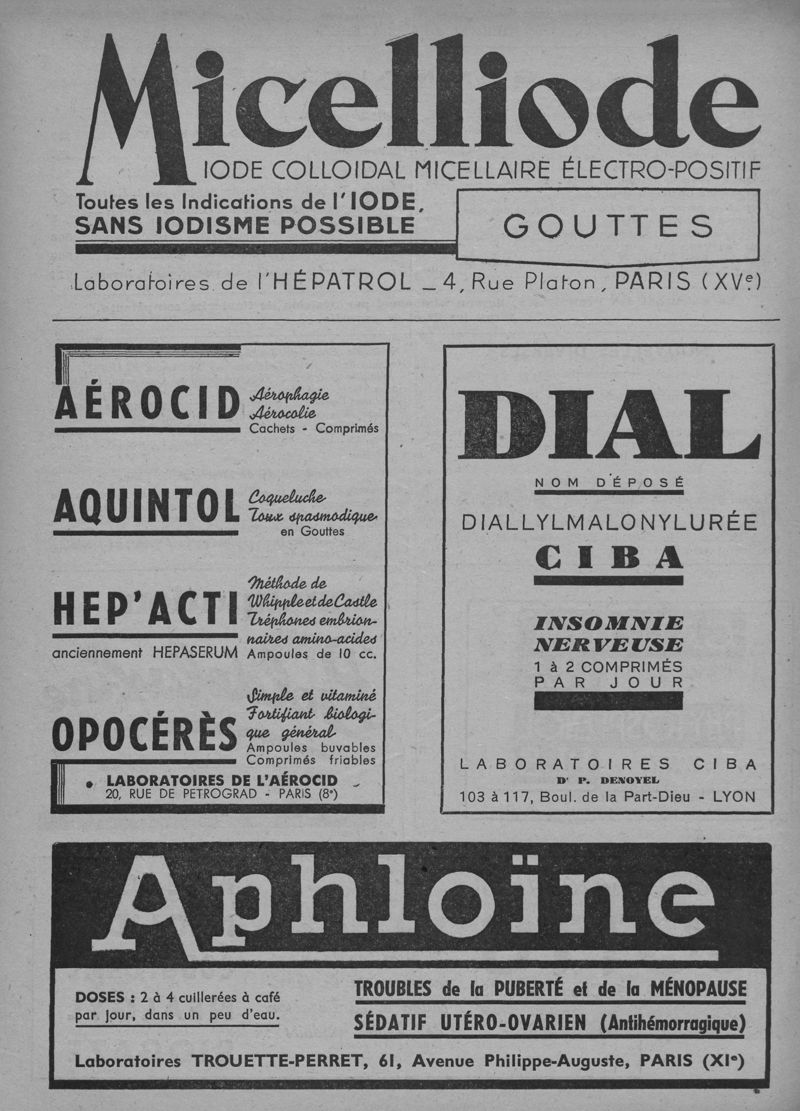 Micelliode
IODE COLLOIDAL MICELLAIRE ÉLECTRO-POSITIF
Toutes les Indications de l'IODE,
SANS IODISME POSSIBLE
GOUTTES
Laboratoires de l'HÉPATROL _ 4, Rue Platon, PARIS (XVe)
AÉROCID
Aérophagie
Aérocolie
Cachets - Comprimés
AQUINTOL
Coqueluche
Toux spasmodique
en Gouttes
HEP'ACTI
anciennement HEPASERUM
Méthode de
Whipple et de Castle
Tréphones embrion-
naires amino-acides
Ampoules de 10 cc.
OPOCÉRÈS
Simple et vitaminé
Fortifiant biologi-
que général
Ampoules buvables
Comprimés friables
• LABORATOIRES DE L'AÉROCID
20, RUE DE PETROGRAD - PARIS (8e)
DIAL
NOM DÉPOSÉ
DIALLYLMALONYLURÉE
CIBA
INSOMNIE
NERVEUSE
1 à 2 COMPRIMÉS
PAR JOUR
LABORATOIRES CIBA
Dr P. DENOYEL
103 à 117, Boul. de la Part-Dieu - LYON
Aphloïne
DOSES : 2 à 4 cuillerées à café
par jour, dans un peu d'eau.
TROUBLES de la PUBERTÉ et de la MÉNOPAUSE
SÉDATIF UTÉRO-OVARIEN (Antihémorragique)
Laboratoires TROUETTE-PERRET, 61, Avenue Philippe-Auguste, PARIS (XIe)